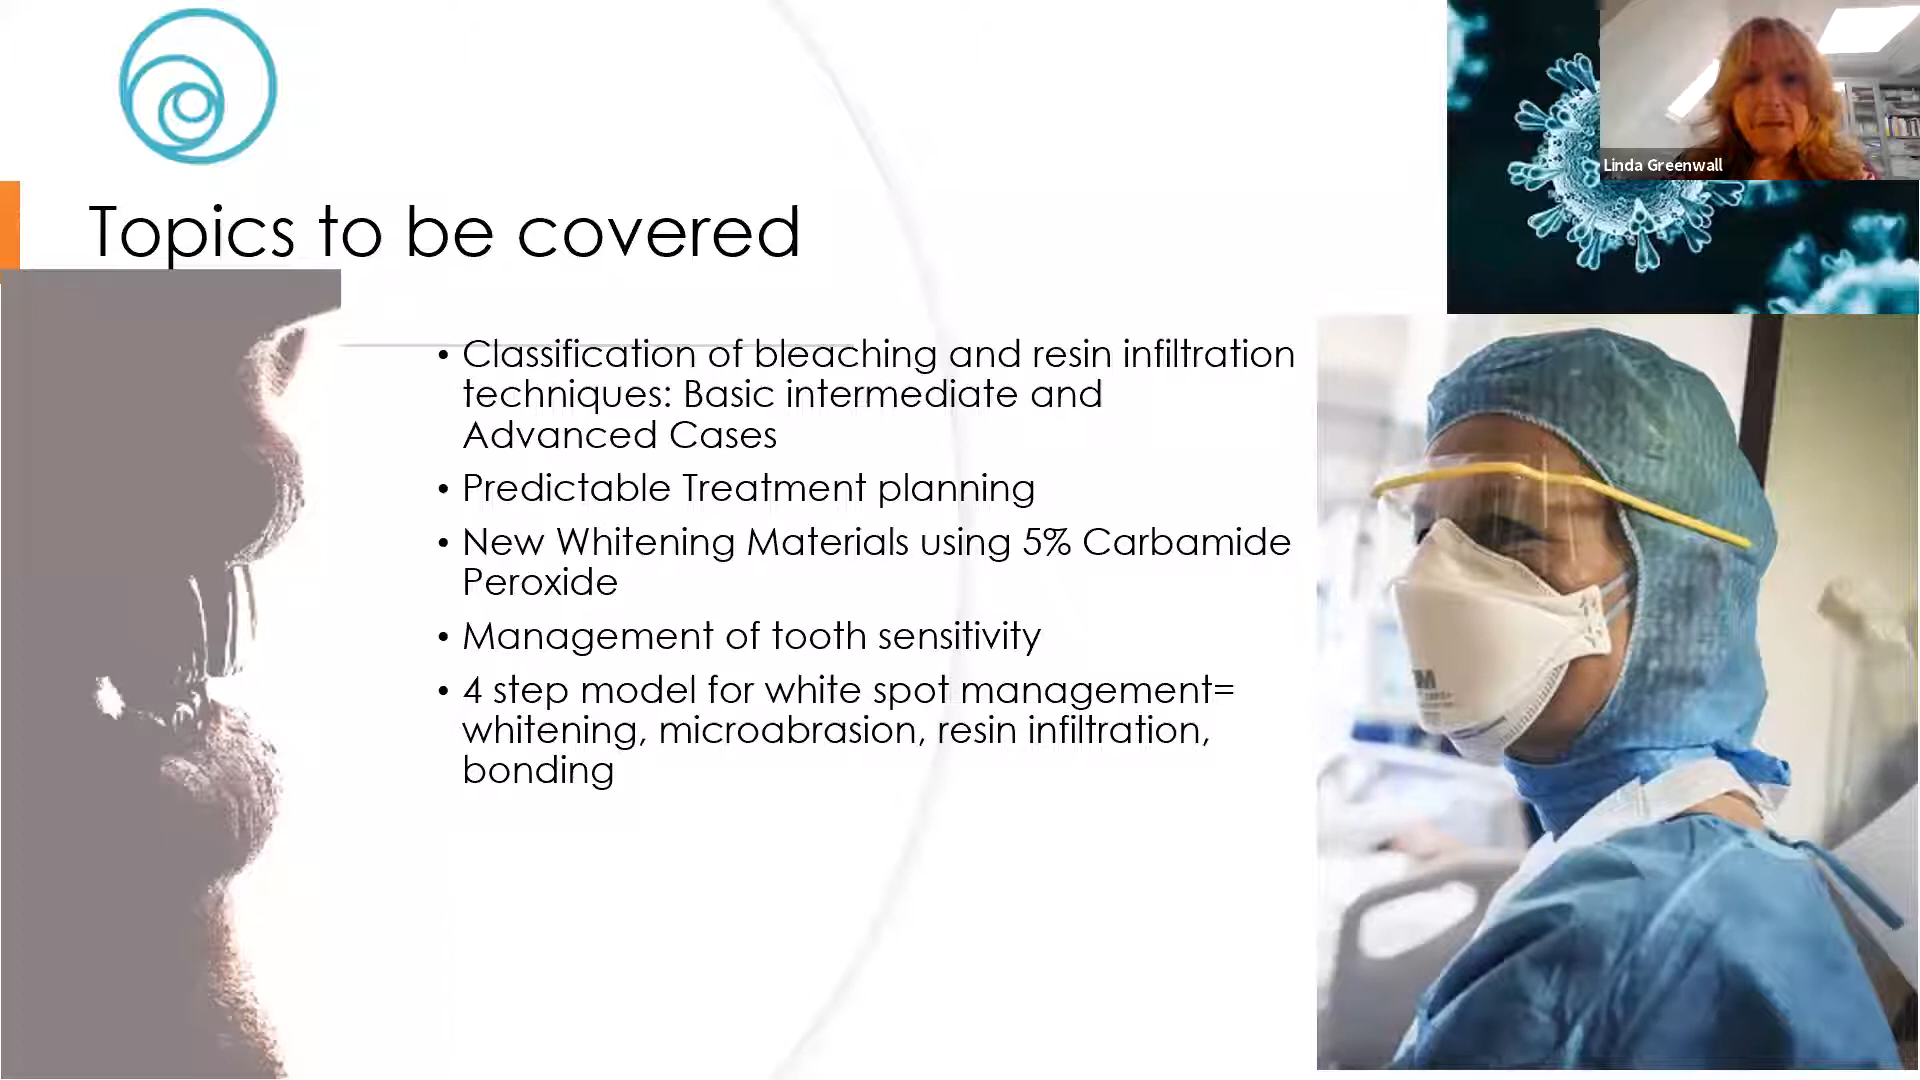 Linda Greenwall
Topics to be covered
• Classification of bleaching and resin infiltration
techniques: Basic intermediate and
Advanced Cases
• Predictable Treatment planning
• New Whitening Materials using 5% Carbamide
Peroxide
• Management of tooth sensitivity
• 4 step model for white spot management=
whitening, microabrasion, resin infiltration,
bonding